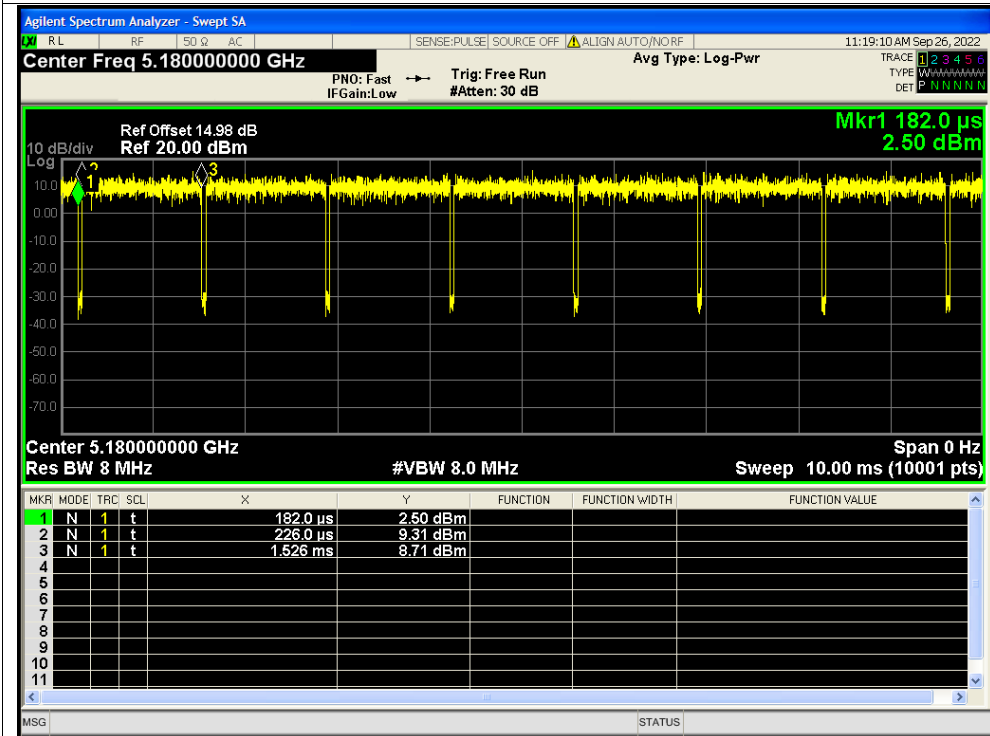 Agilent Spectrum Analyzer - Swept SA
LXI RL RF 50 Ω AC SENSE:PULSE SOURCE OFF ALIGN AUTO/NO RF 11:19:10 AM Sep 26, 2022
Center Freq 5.180000000 GHz Avg Type: Log-Pwr TRACE 1 2 3 4 5 6
PNO: Fast Trig: Free Run TYPE W
IFGain:Low #Atten: 30 dB DET P N N N N N
Mkr1 182.0 µs
Ref Offset 14.98 dB
10 dB/div Ref 20.00 dBm 2.50 dBm
Log
2 3
10.0 1
0.00
-10.0
-20.0
-30.0
-40.0
-50.0
-60.0
-70.0
Center 5.180000000 GHz Span 0 Hz
Res BW 8 MHz #VBW 8.0 MHz Sweep 10.00 ms (10001 pts)
MKR MODE TRC SCL X Y FUNCTION FUNCTION WIDTH FUNCTION VALUE
1 N 1 t 182.0 µs 2.50 dBm
2 N 1 t 226.0 µs 9.31 dBm
3 N 1 t 1.526 ms 8.71 dBm
4
5
6
7
8
9
10
11
MSG STATUS